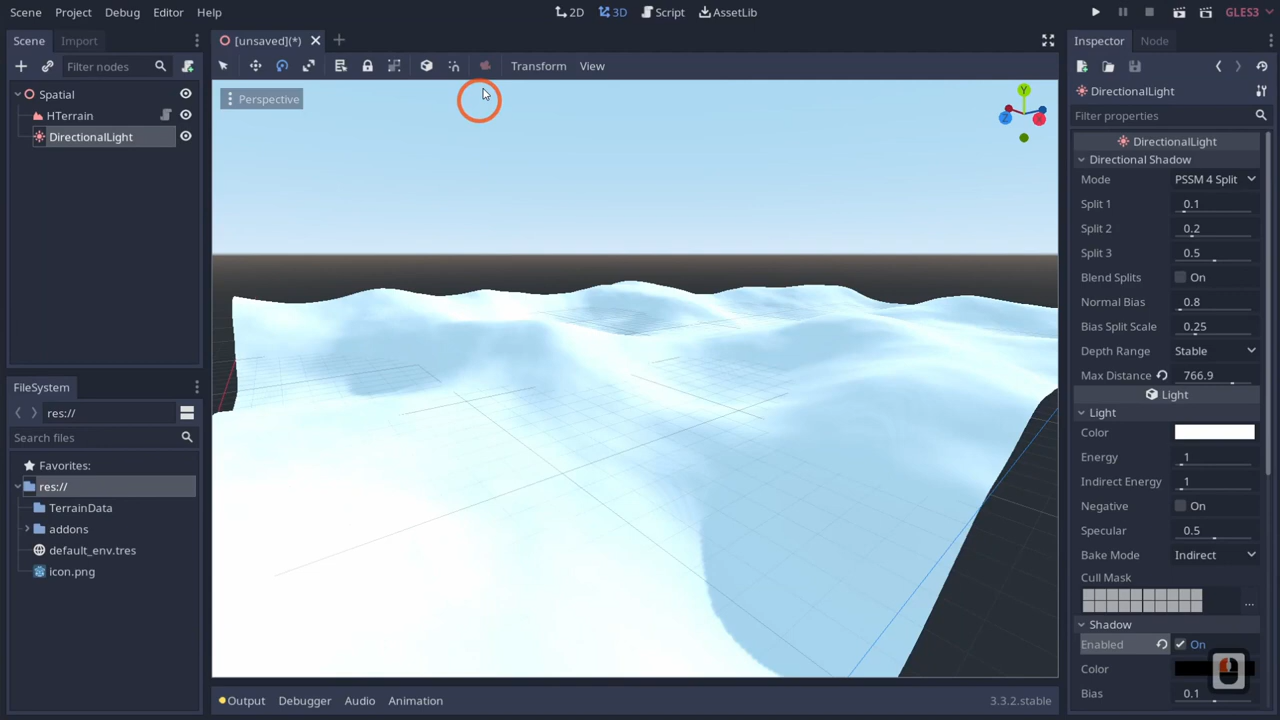 Scene Project Debug Editor Help 2D 3D Script AssetLib GLES3
Scene Import [unsaved](*) Inspector Node
Filter nodes Transform View
Spatial Perspective DirectionalLight
HTerrain Filter properties
DirectionalLight
DirectionalLight
Directional Shadow
Mode PSSM 4 Split
Split 1 0.1
Split 2 0.2
Split 3 0.5
Blend Splits On
Normal Bias 0.8
Bias Split Scale 0.25
Depth Range Stable
Max Distance 766.9
Light
Light
Color
Energy 1
Indirect Energy 1
Negative On
Specular 0.5
Bake Mode Indirect
Cull Mask
...
Shadow
Enabled On
Color
Bias 0.1
Y
Z X
FileSystem
res://
Search files
Favorites:
res://
TerrainData
addons
default_env.tres
icon.png
Output Debugger Audio Animation 3.3.2.stable